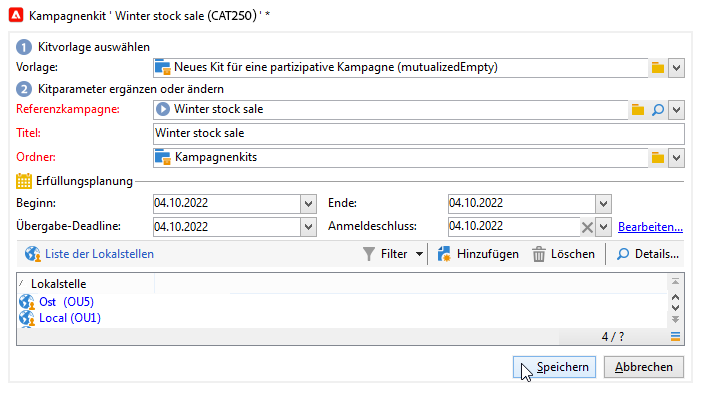 Kampagnenkit ' Winter stock sale (CAT250) ' *
1 Kitvorlage auswählen
Vorlage: Neues Kit für eine partizipative Kampagne (mutualizedEmpty)
2 Kitparameter ergänzen oder ändern
Referenzkampagne: Winter stock sale
Titel: Winter stock sale
Ordner: Kampagnenkits
Erfüllungsplanung
Beginn: 04.10.2022 Ende: 04.10.2022
Übergabe-Deadline: 04.10.2022 Anmeldeschluss: 04.10.2022 Bearbeiten...
Liste der Lokalstellen Filter Hinzufügen Löschen Details...
Lokalstelle
Ost (OU5)
Local (OU1)
4 / ?
Speichern Abbrechen